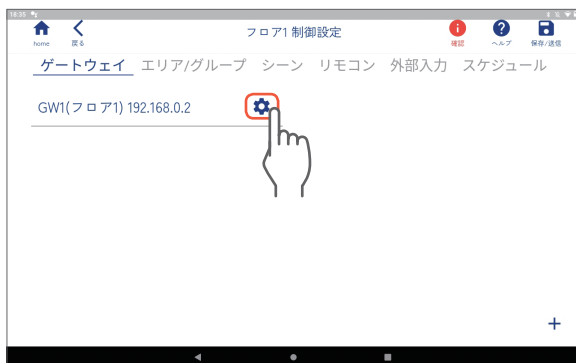 18:35
フロア1 制御設定
home 戻る 確認 ヘルプ 保存/送信
ゲートウェイ エリア/グループ シーン リモコン 外部入力 スケジュール
GW1(フロア1) 192.168.0.2